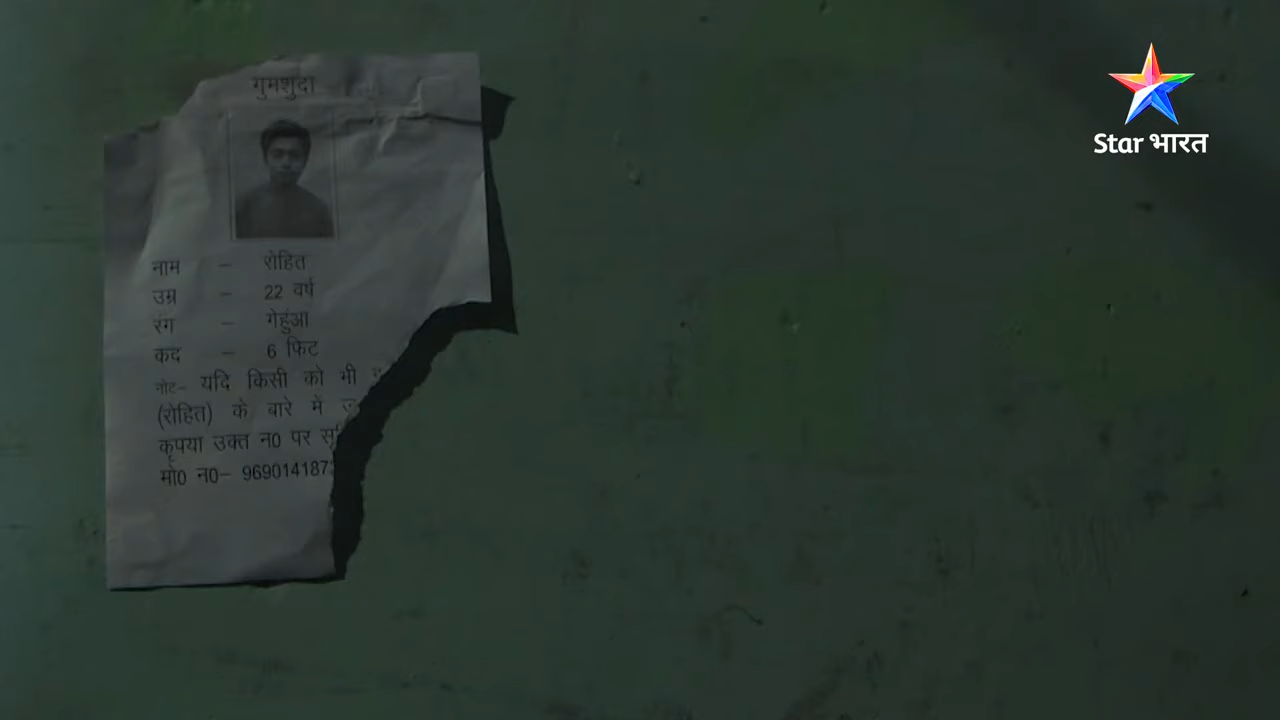 गुमशुदा
नाम – रोहित
उम्र – 22 वर्ष
रंग – गेहुंआ
कद – 6 फिट
नोट– यदि किसी को भी
(रोहित) के बारे में
कृपया उक्त न0 पर
मो0 न0– 969014187
Star भारत